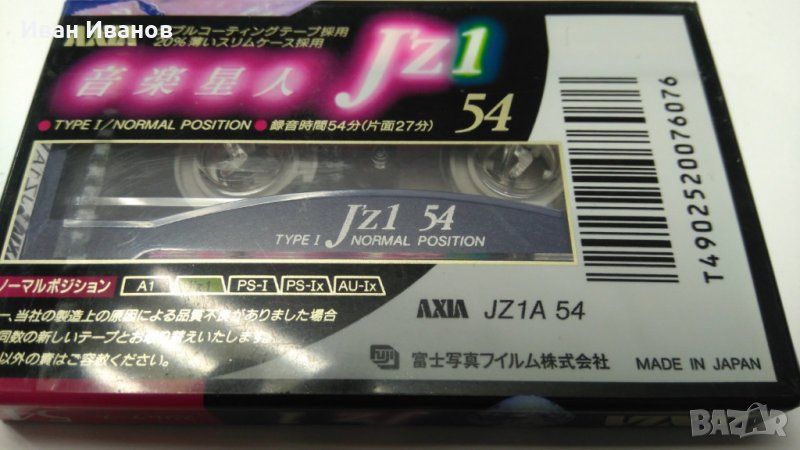 Иван Иванов
AXIA
ブルコーティングテープ採用
20%薄いスリムケース採用
音楽星人 J'z1
54
● TYPE I/NORMAL POSITION ● 録音時間54分(片面27分)
J'z1 54
TYPE I NORMAL POSITION
T4902520076076
ノーマルポジション A1 J'z1 PS-I PS-Ix AU-Ix
一、当社の製造上の原因による品質不良がありました場合
同数の新しいテープとお取り替えいたします。
以外の責はご容赦ください。
AXIA JZ1A 54
FUJI 富士写真フイルム株式会社 MADE IN JAPAN
BAZAR